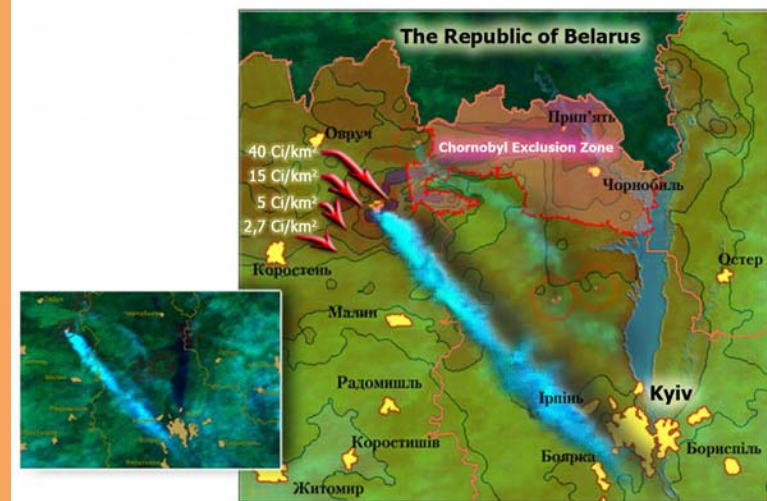 The Republic of Belarus
Прип'ять
Овруч
40 Ci/km²
Chornobyl Exclusion Zone
15 Ci/km²
Чорнобиль
5 Ci/km²
2,7 Ci/km²
Остер
Коростень
Малин
Радомишль
Ірпінь
Kyiv
Коростишів
Боярка
Бориспіль
Житомир